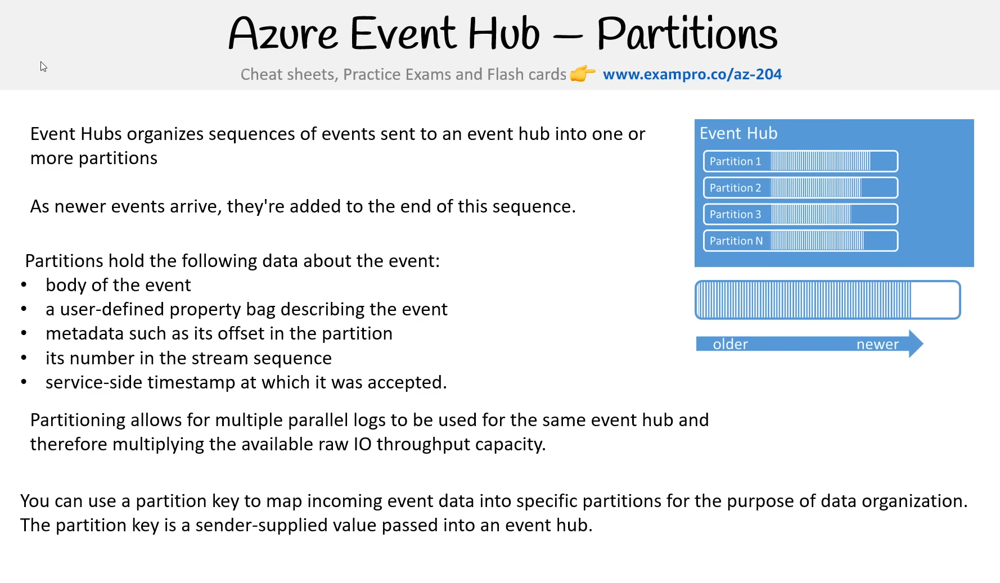 Azure Event Hub – Partitions
Cheat sheets, Practice Exams and Flash cards 👉 www.exampro.co/az-204
Event Hubs organizes sequences of events sent to an event hub into one or
more partitions
As newer events arrive, they're added to the end of this sequence.
Partitions hold the following data about the event:
• body of the event
• a user-defined property bag describing the event
• metadata such as its offset in the partition
• its number in the stream sequence
• service-side timestamp at which it was accepted.
Partitioning allows for multiple parallel logs to be used for the same event hub and
therefore multiplying the available raw IO throughput capacity.
You can use a partition key to map incoming event data into specific partitions for the purpose of data organization.
The partition key is a sender-supplied value passed into an event hub.
Event Hub
Partition 1
Partition 2
Partition 3
Partition N
older newer